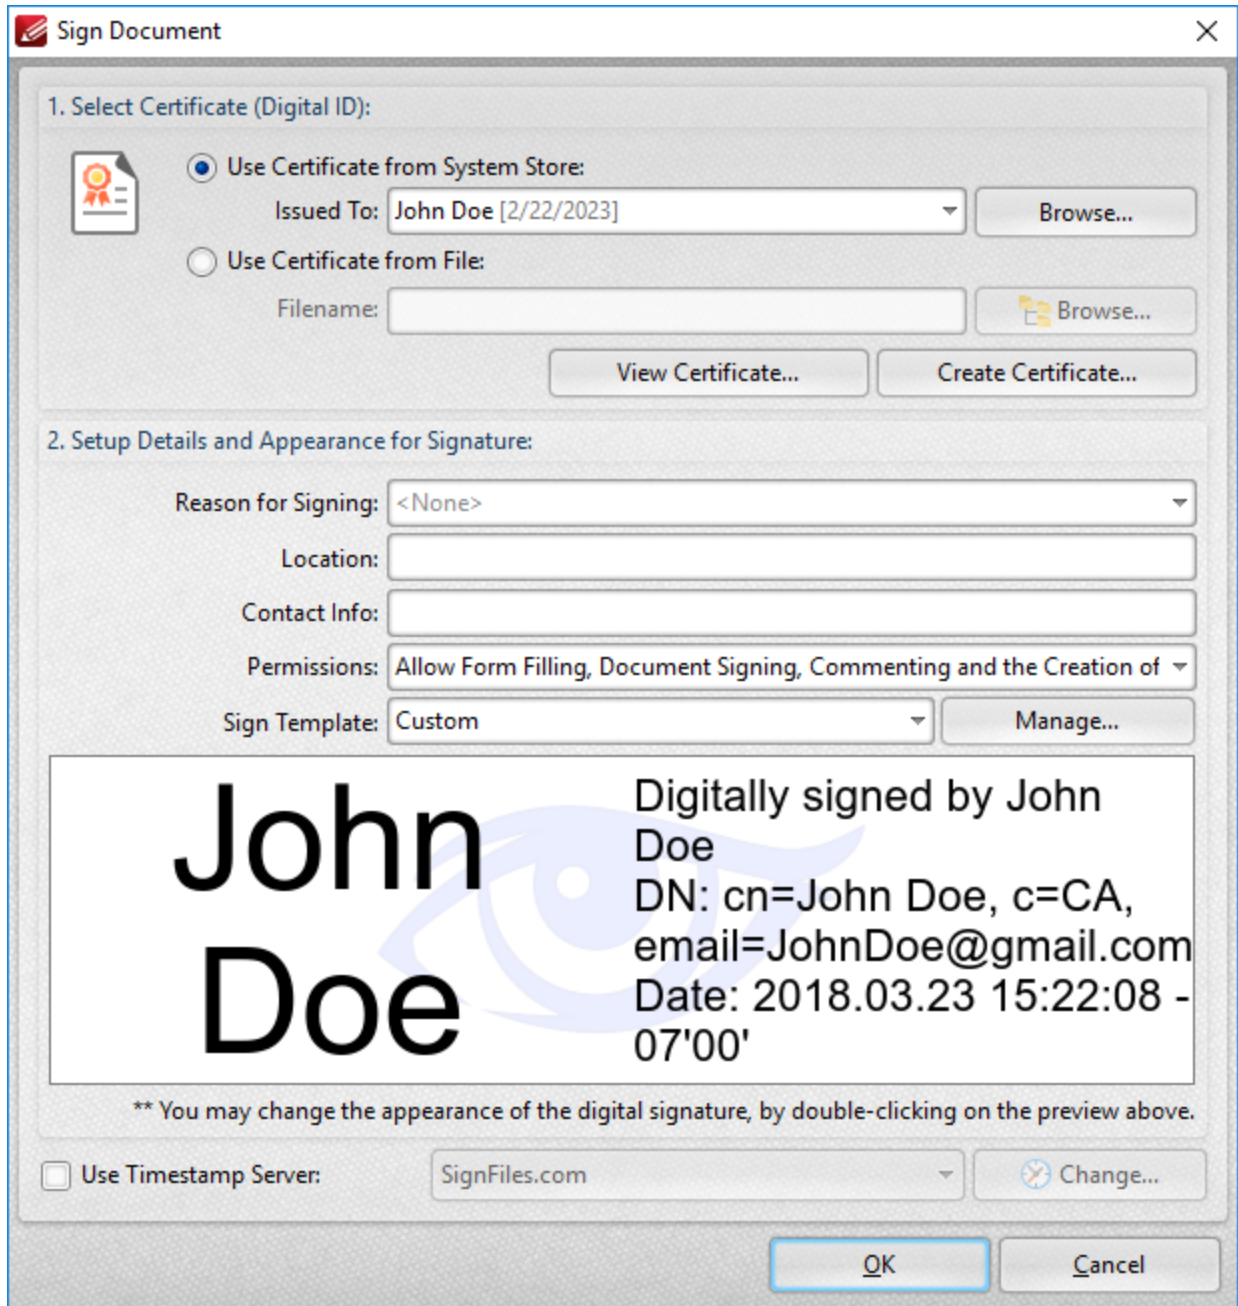 Sign Document
1. Select Certificate (Digital ID):
Use Certificate from System Store:
Issued To: John Doe [2/22/2023] Browse...
Use Certificate from File:
Filename: Browse...
View Certificate... Create Certificate...
2. Setup Details and Appearance for Signature:
Reason for Signing: <None>
Location:
Contact Info:
Permissions: Allow Form Filling, Document Signing, Commenting and the Creation of
Sign Template: Custom Manage...
John
Doe
Digitally signed by John
Doe
DN: cn=John Doe, c=CA,
email=JohnDoe@gmail.com
Date: 2018.03.23 15:22:08 -
07'00'
** You may change the appearance of the digital signature, by double-clicking on the preview above.
Use Timestamp Server: SignFiles.com Change...
OK Cancel